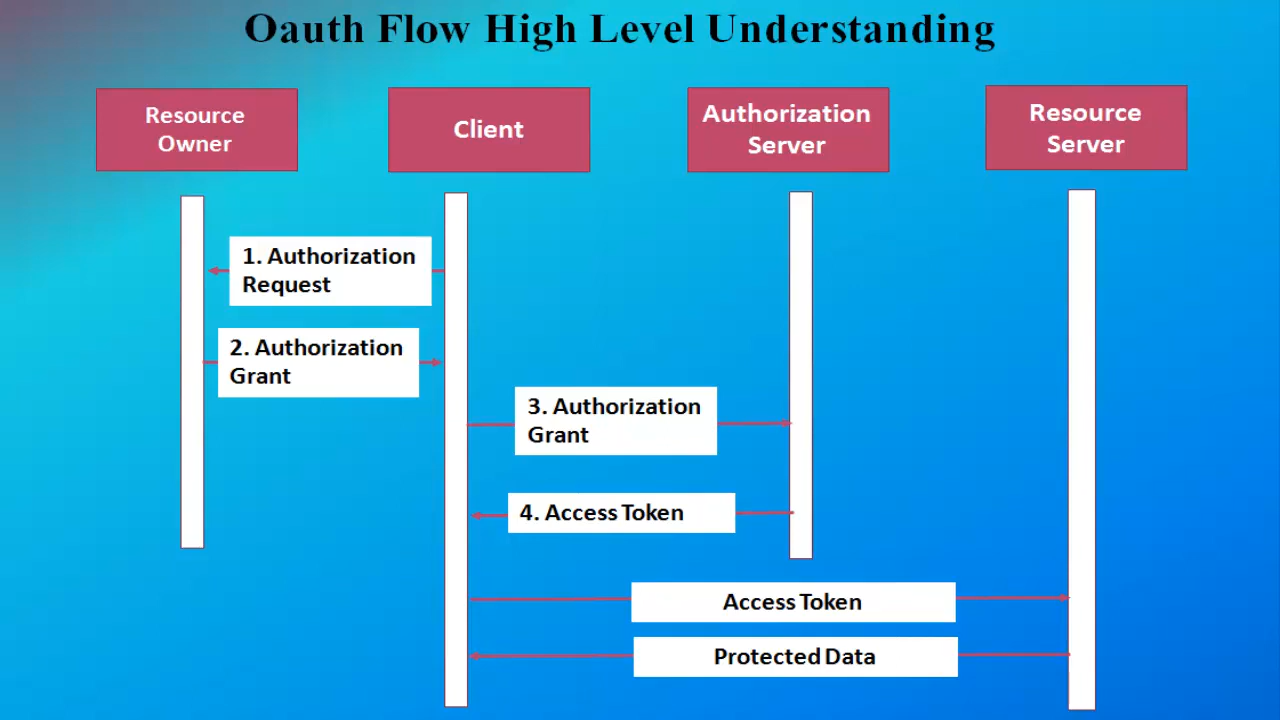 Oauth Flow High Level Understanding
Resource
Owner
Client
Authorization
Server
Resource
Server
1. Authorization
Request
2. Authorization
Grant
3. Authorization
Grant
4. Access Token
Access Token
Protected Data